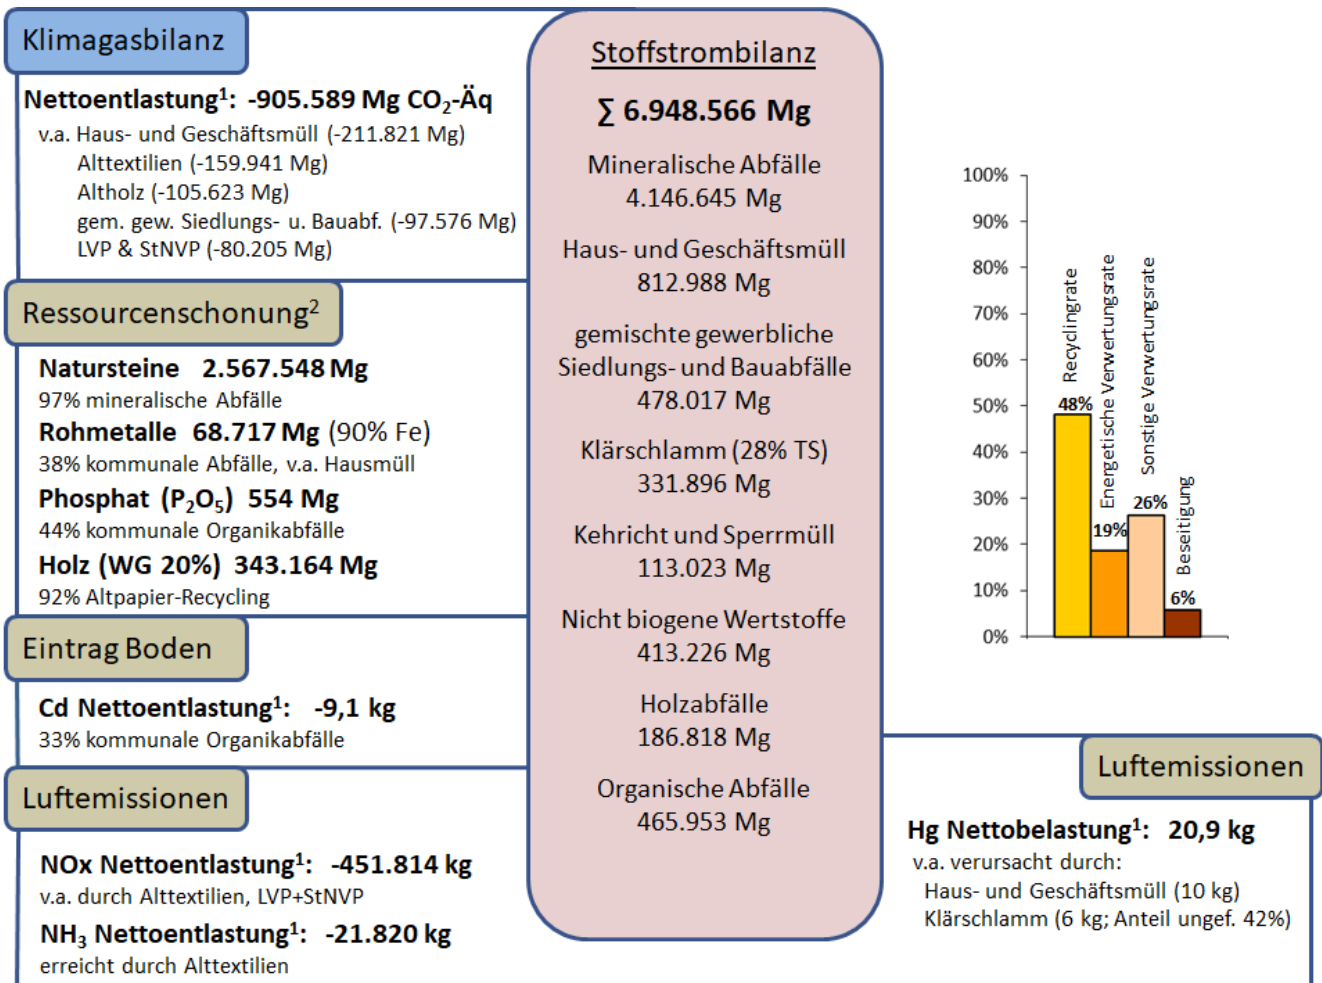 Klimagasbilanz
Nettoentlastung¹: -905.589 Mg CO₂-Äq
v.a. Haus- und Geschäftsmüll (-211.821 Mg)
Alttextilien (-159.941 Mg)
Altholz (-105.623 Mg)
gem. gew. Siedlungs- u. Bauabf. (-97.576 Mg)
LVP & StNVP (-80.205 Mg)
Ressourcenschonung²
Natursteine 2.567.548 Mg
97% mineralische Abfälle
Rohmetalle 68.717 Mg (90% Fe)
38% kommunale Abfälle, v.a. Hausmüll
Phosphat (P₂O₅) 554 Mg
44% kommunale Organikabfälle
Holz (WG 20%) 343.164 Mg
92% Altpapier-Recycling
Eintrag Boden
Cd Nettoentlastung¹: -9,1 kg
33% kommunale Organikabfälle
Luftemissionen
NOx Nettoentlastung¹: -451.814 kg
v.a. durch Alttextilien, LVP+StNVP
NH₃ Nettoentlastung¹: -21.820 kg
erreicht durch Alttextilien
Stoffstrombilanz
∑ 6.948.566 Mg
Mineralische Abfälle
4.146.645 Mg
Haus- und Geschäftsmüll
812.988 Mg
gemischte gewerbliche
Siedlungs- und Bauabfälle
478.017 Mg
Klärschlamm (28% TS)
331.896 Mg
Kehricht und Sperrmüll
113.023 Mg
Nicht biogene Wertstoffe
413.226 Mg
Holzabfälle
186.818 Mg
Organische Abfälle
465.953 Mg
100%
90%
80%
70%
60%
50%
40%
30%
20%
10%
0%
Recyclingrate
48%
Energetische Verwertungsrate
19%
Sonstige Verwertungsrate
26%
Beseitigung
6%
Luftemissionen
Hg Nettobelastung¹: 20,9 kg
v.a. verursacht durch:
Haus- und Geschäftsmüll (10 kg)
Klärschlamm (6 kg; Anteil ungef. 42%)